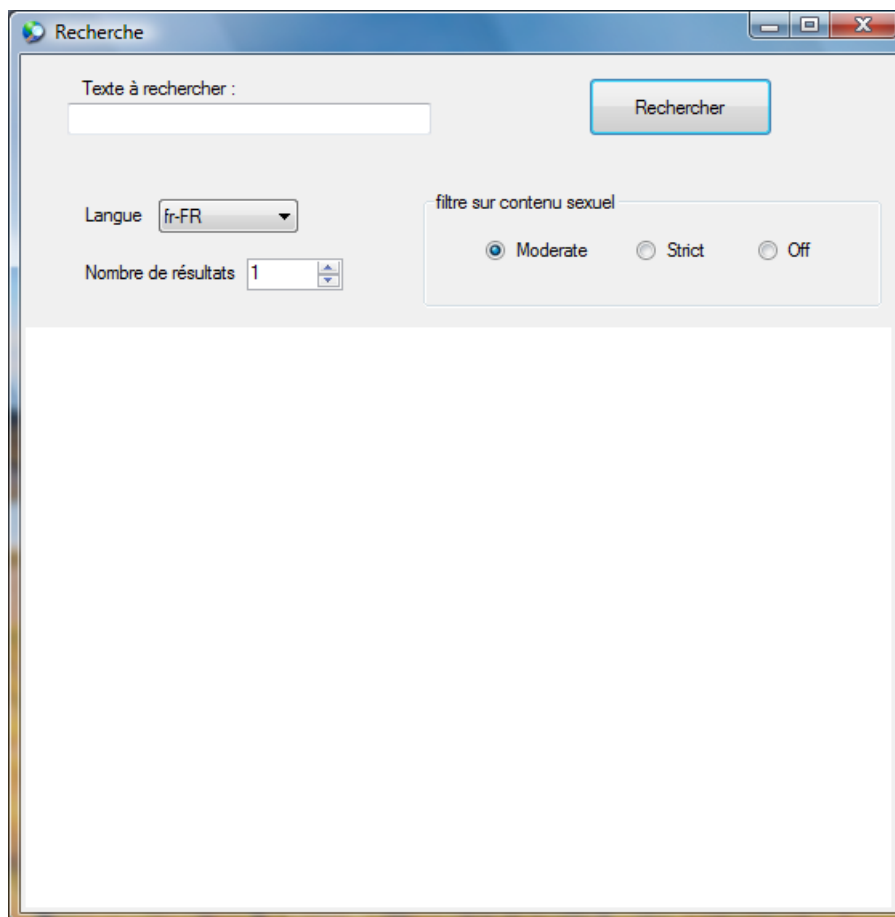 Recherche
Texte à rechercher :
Rechercher
Langue fr-FR
Nombre de résultats 1
filtre sur contenu sexuel
Moderate Strict Off